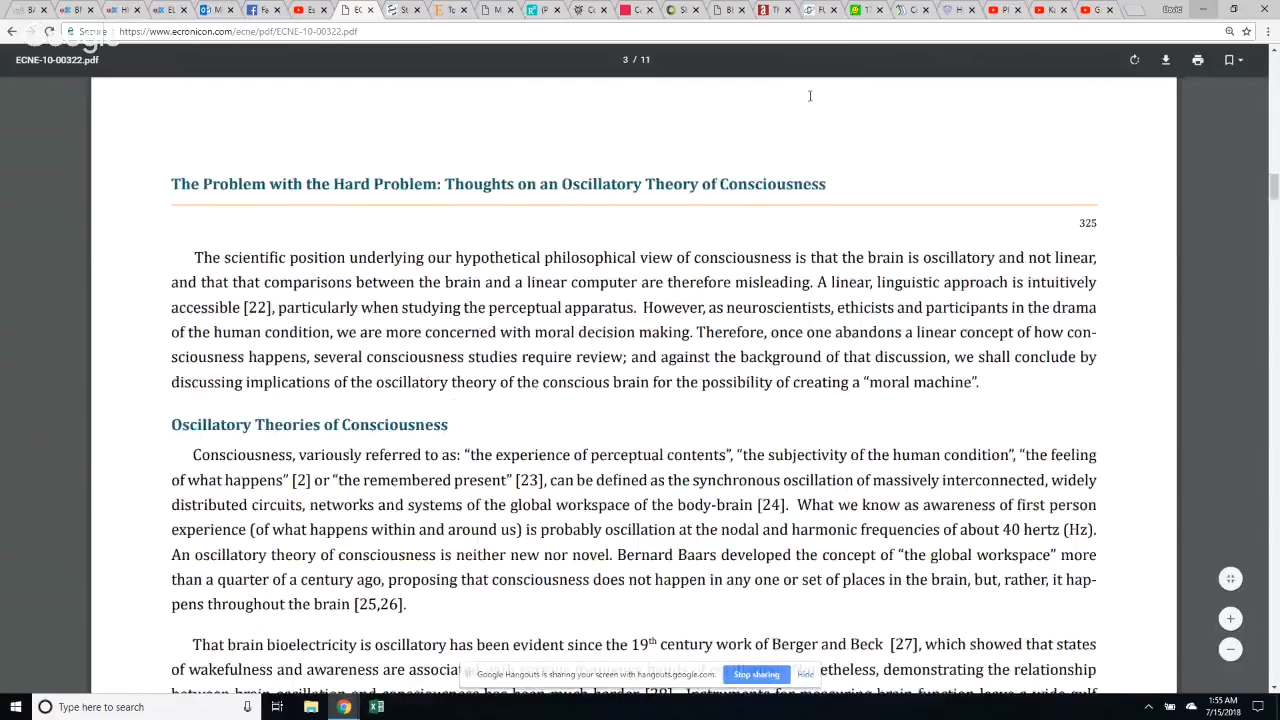 Secure | https://www.ecronicon.com/ecne/pdf/ECNE-10-00322.pdf
Google
ECNE-10-00322.pdf
3 / 11
The Problem with the Hard Problem: Thoughts on an Oscillatory Theory of Consciousness
325
The scientific position underlying our hypothetical philosophical view of consciousness is that the brain is oscillatory and not linear,
and that that comparisons between the brain and a linear computer are therefore misleading. A linear, linguistic approach is intuitively
accessible [22], particularly when studying the perceptual apparatus. However, as neuroscientists, ethicists and participants in the drama
of the human condition, we are more concerned with moral decision making. Therefore, once one abandons a linear concept of how con-
sciousness happens, several consciousness studies require review; and against the background of that discussion, we shall conclude by
discussing implications of the oscillatory theory of the conscious brain for the possibility of creating a “moral machine”.
Oscillatory Theories of Consciousness
Consciousness, variously referred to as: “the experience of perceptual contents”, “the subjectivity of the human condition”, “the feeling
of what happens” [2] or “the remembered present” [23], can be defined as the synchronous oscillation of massively interconnected, widely
distributed circuits, networks and systems of the global workspace of the body-brain [24]. What we know as awareness of first person
experience (of what happens within and around us) is probably oscillation at the nodal and harmonic frequencies of about 40 hertz (Hz).
An oscillatory theory of consciousness is neither new nor novel. Bernard Baars developed the concept of “the global workspace” more
than a quarter of a century ago, proposing that consciousness does not happen in any one or set of places in the brain, but, rather, it hap-
pens throughout the brain [25,26].
That brain bioelectricity is oscillatory has been evident since the 19th century work of Berger and Beck [27], which showed that states
of wakefulness and awareness are etheless, demonstrating the relationship
Google Hangouts is sharing your screen with hangouts.google.com. Stop sharing Hide
Type here to search
1:55 AM
7/15/2018